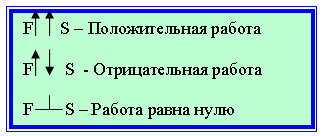 F↑↑ S – Положительная работа
F↑↓ S - Отрицательная работа
F⊥ S – Работа равна нулю